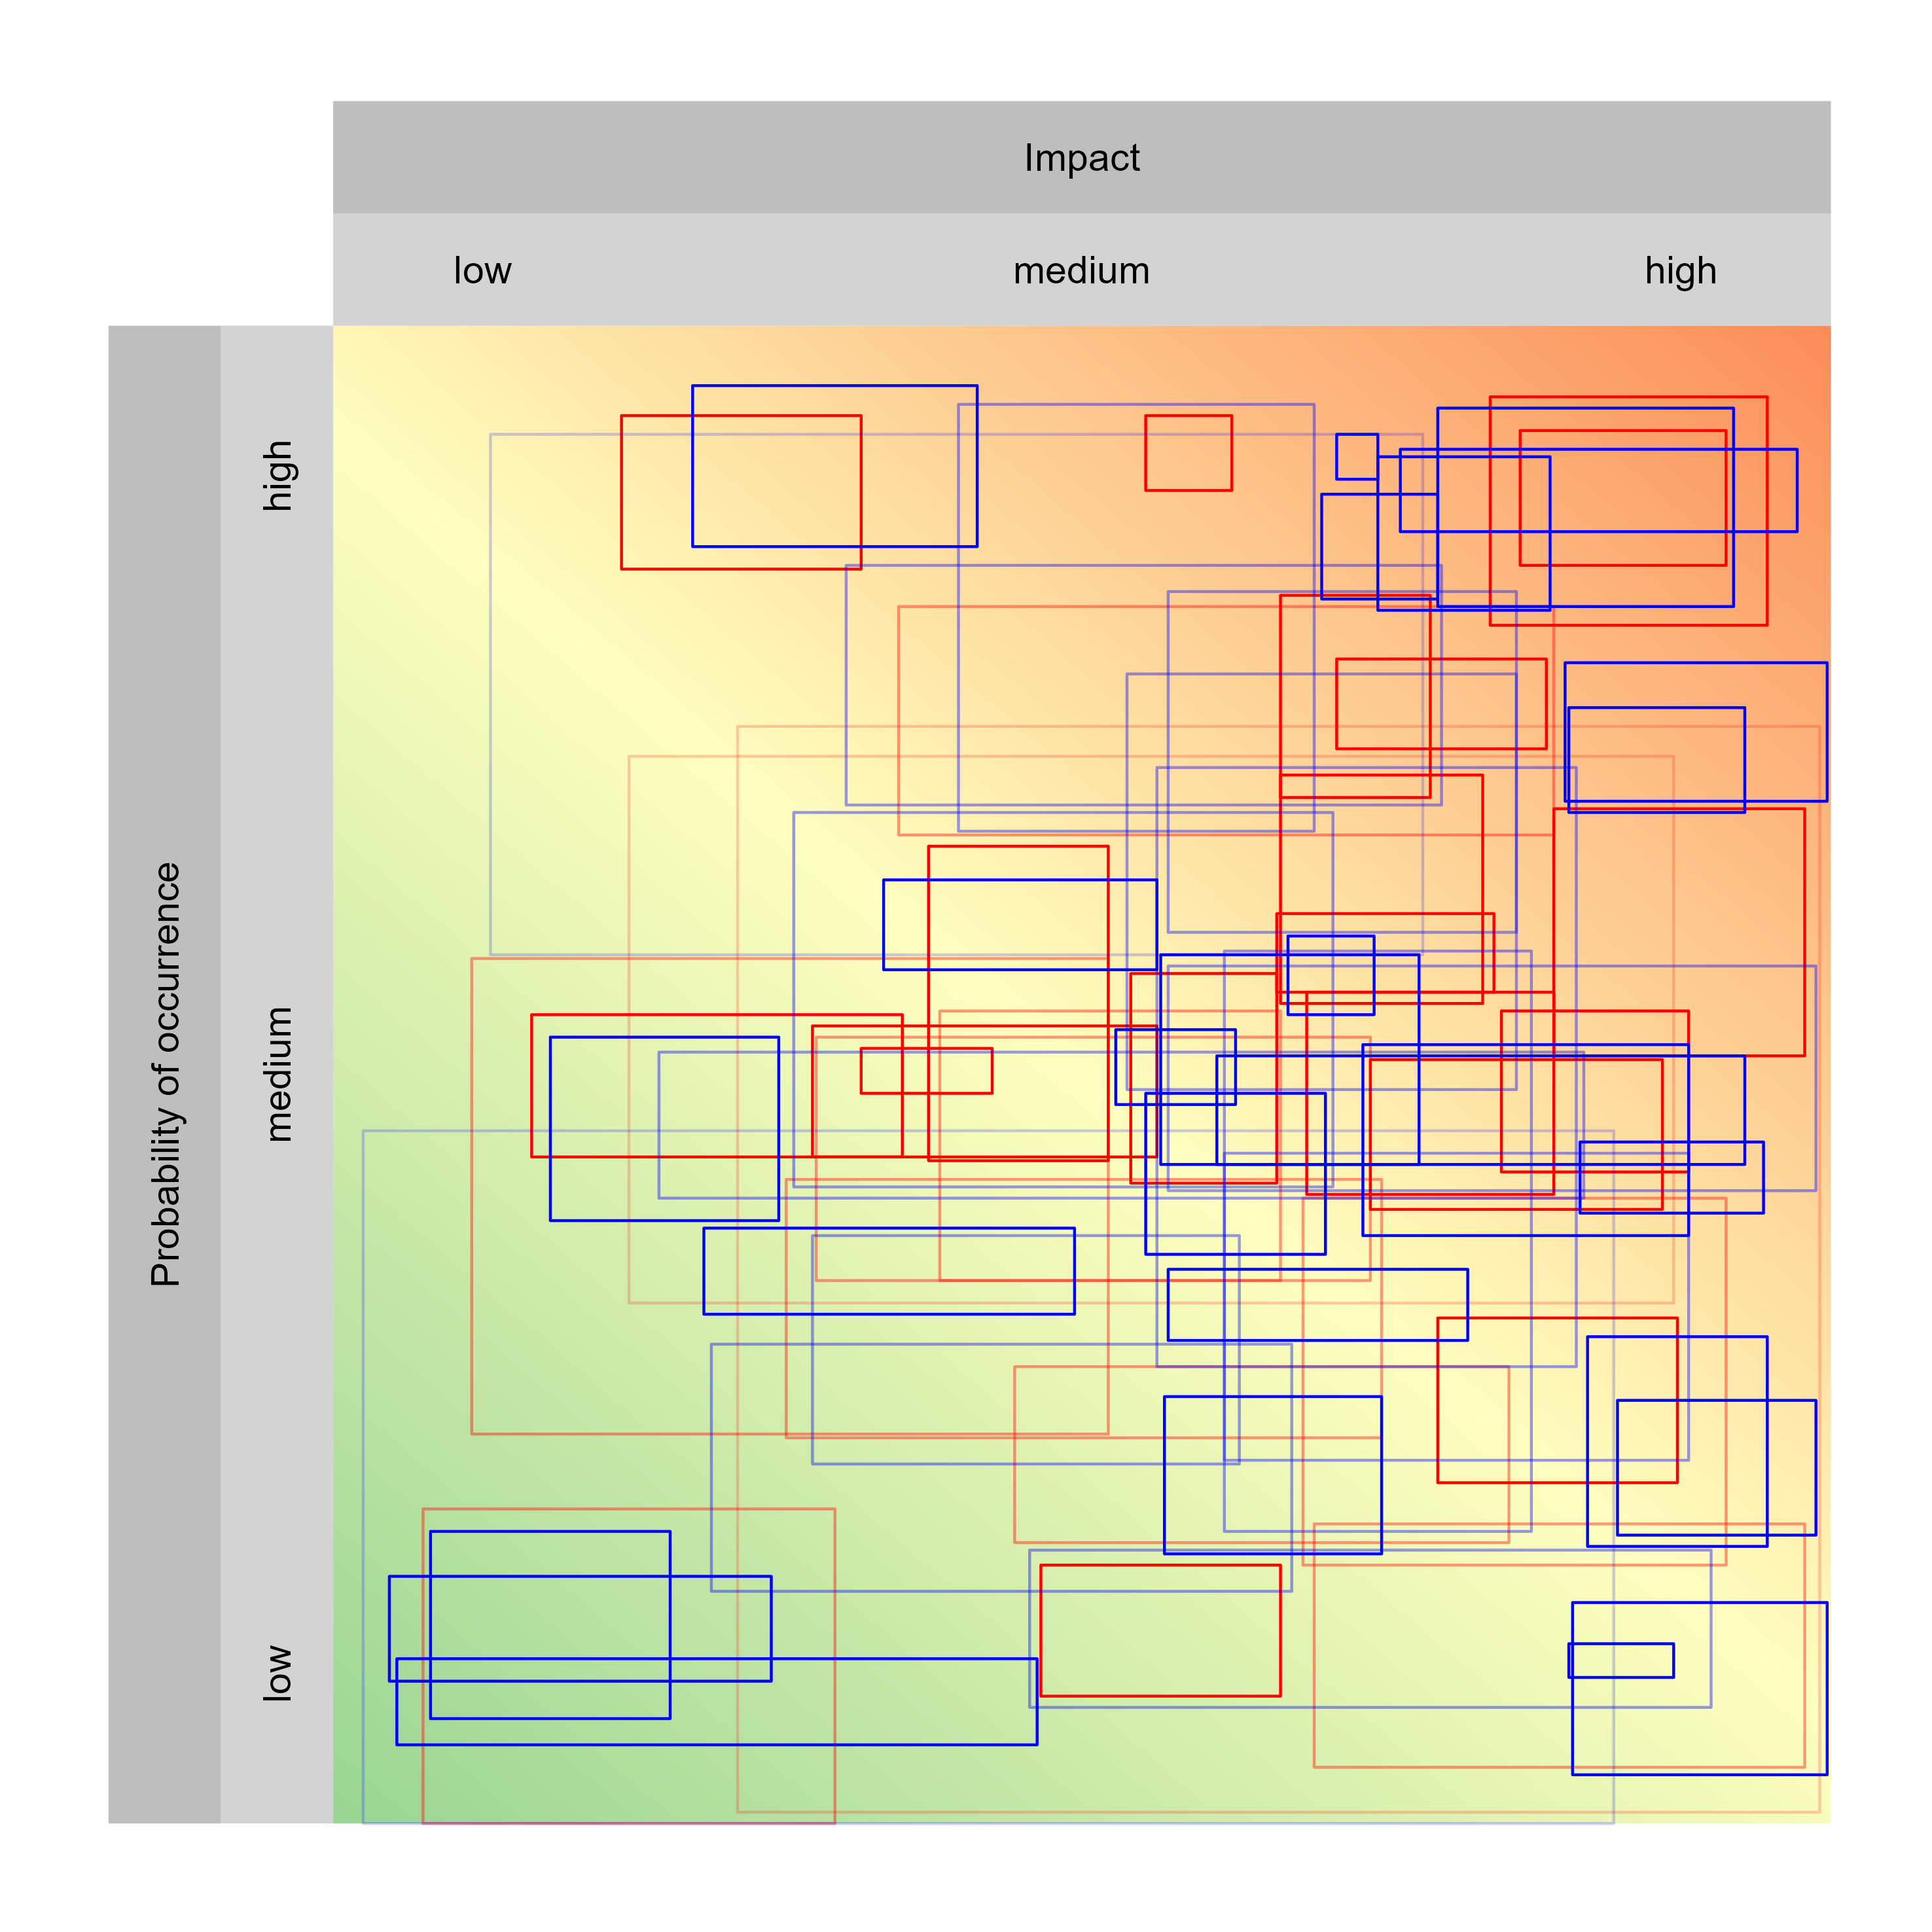 Impact
low medium high
Probability of occurrence
high
medium
low